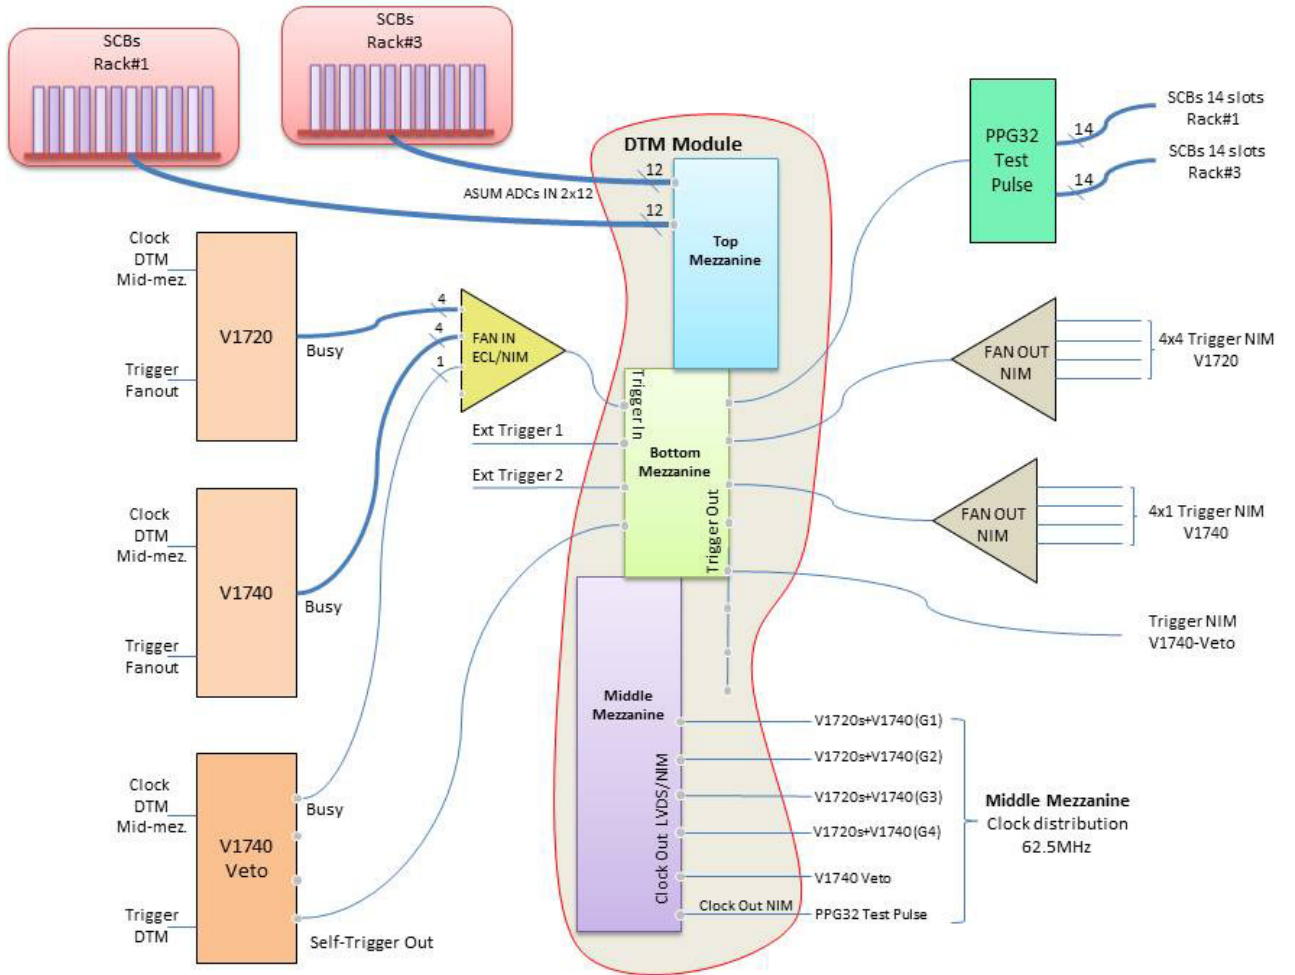 SCBs
Rack#1
SCBs
Rack#3
DTM Module
12
12
ASUM ADCs IN 2x12
Top
Mezzanine
PPG32
Test
Pulse
14
14
SCBs 14 slots
Rack#1
SCBs 14 slots
Rack#3
Clock
DTM
Mid-mez.
V1720
Busy
Trigger
Fanout
4
4
1
FAN IN
ECL/NIM
FAN OUT
NIM
4x4 Trigger NIM
V1720
Trigger In
Ext Trigger 1
Ext Trigger 2
Bottom
Mezzanine
Trigger Out
FAN OUT
NIM
4x1 Trigger NIM
V1740
Clock
DTM
Mid-mez.
V1740
Busy
Trigger
Fanout
Trigger NIM
V1740-Veto
Middle
Mezzanine
Clock Out LVDS/NIM
V1720s+V1740(G1)
V1720s+V1740(G2)
V1720s+V1740(G3)
V1720s+V1740(G4)
V1740 Veto
Clock Out NIM
PPG32 Test Pulse
Middle Mezzanine
Clock distribution
62.5MHz
Clock
DTM
Mid-mez.
Busy
V1740
Veto
Trigger
DTM
Self-Trigger Out